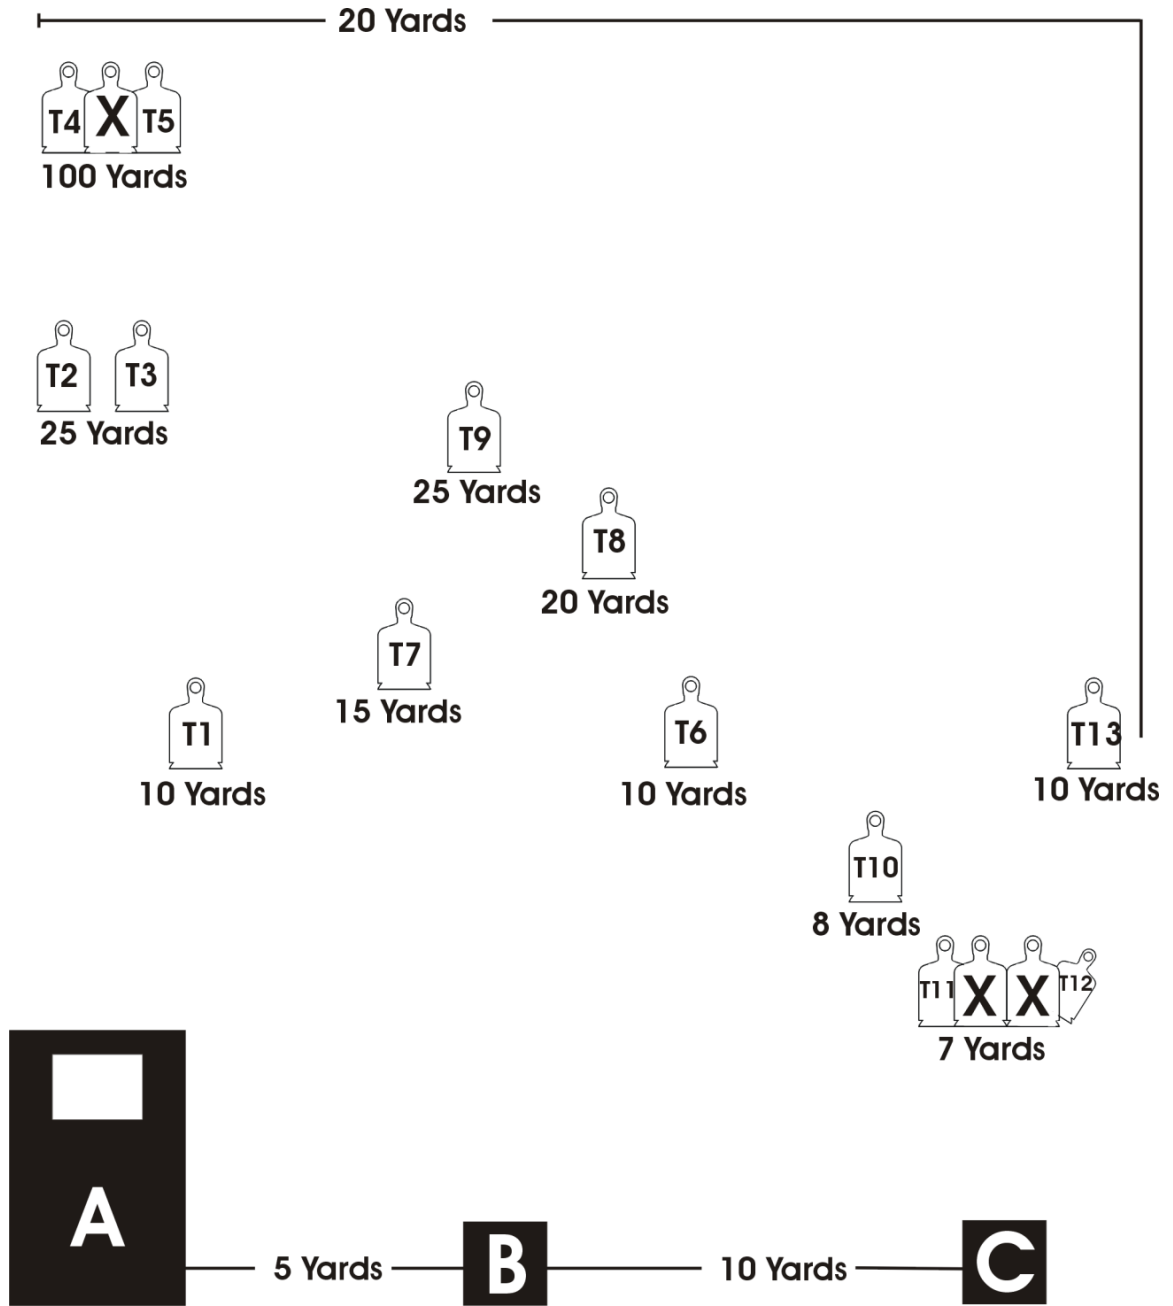 20 Yards
T4 X T5
100 Yards
T2 T3
25 Yards
T9
25 Yards
T8
20 Yards
T7
15 Yards
T1
10 Yards
T6
10 Yards
T13
10 Yards
T10
8 Yards
T11 X X T12
7 Yards
A
5 Yards
B
10 Yards
C